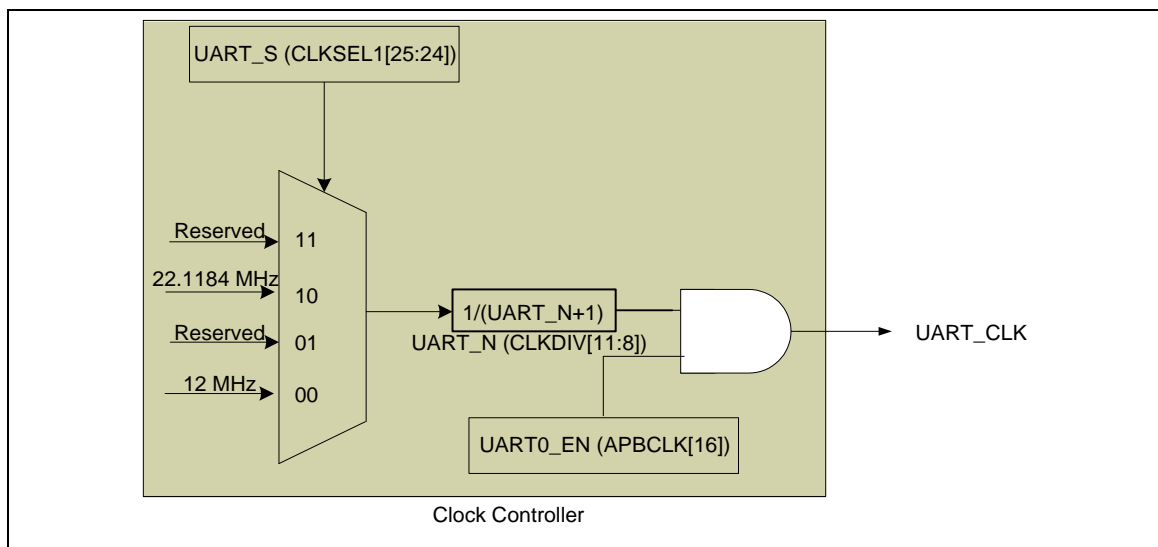 UART_S (CLKSEL1[25:24])
Reserved
11
22.1184 MHz
10
Reserved
01
12 MHz
00
1/(UART_N+1)
UART_N (CLKDIV[11:8])
UART_CLK
UART0_EN (APBCLK[16])
Clock Controller